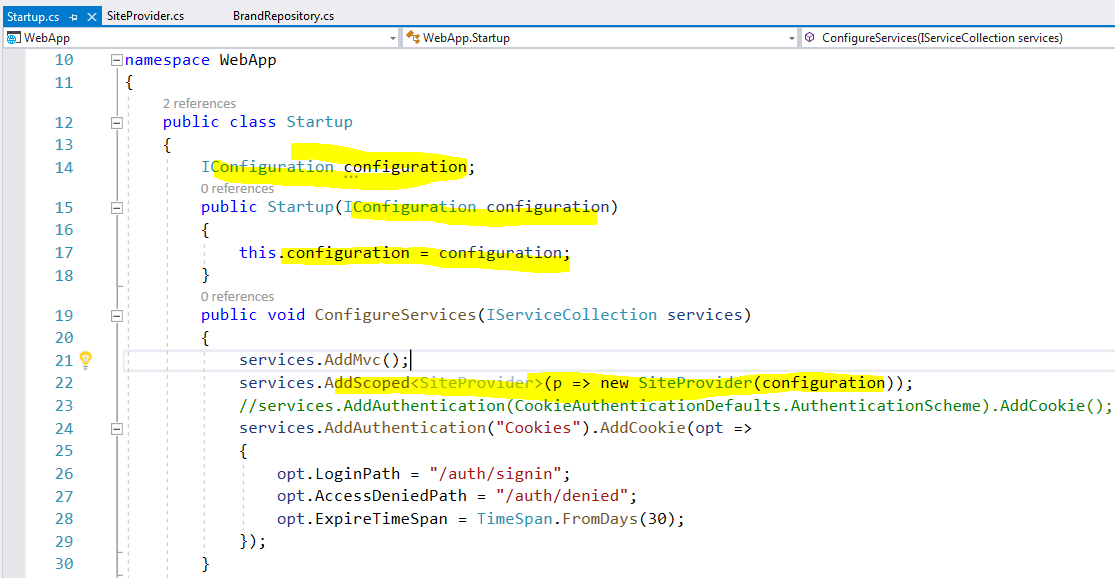 Startup.cs SiteProvider.cs BrandRepository.cs
WebApp WebApp.Startup ConfigureServices(IServiceCollection services)
10 namespace WebApp
11 {
2 references
12 public class Startup
13 {
14 IConfiguration configuration;
0 references
15 public Startup(IConfiguration configuration)
16 {
17 this.configuration = configuration;
18 }
0 references
19 public void ConfigureServices(IServiceCollection services)
20 {
21 services.AddMvc();
22 services.AddScoped<SiteProvider>(p => new SiteProvider(configuration));
23 //services.AddAuthentication(CookieAuthenticationDefaults.AuthenticationScheme).AddCookie();
24 services.AddAuthentication("Cookies").AddCookie(opt =>
25 {
26 opt.LoginPath = "/auth/signin";
27 opt.AccessDeniedPath = "/auth/denied";
28 opt.ExpireTimeSpan = TimeSpan.FromDays(30);
29 });
30 }